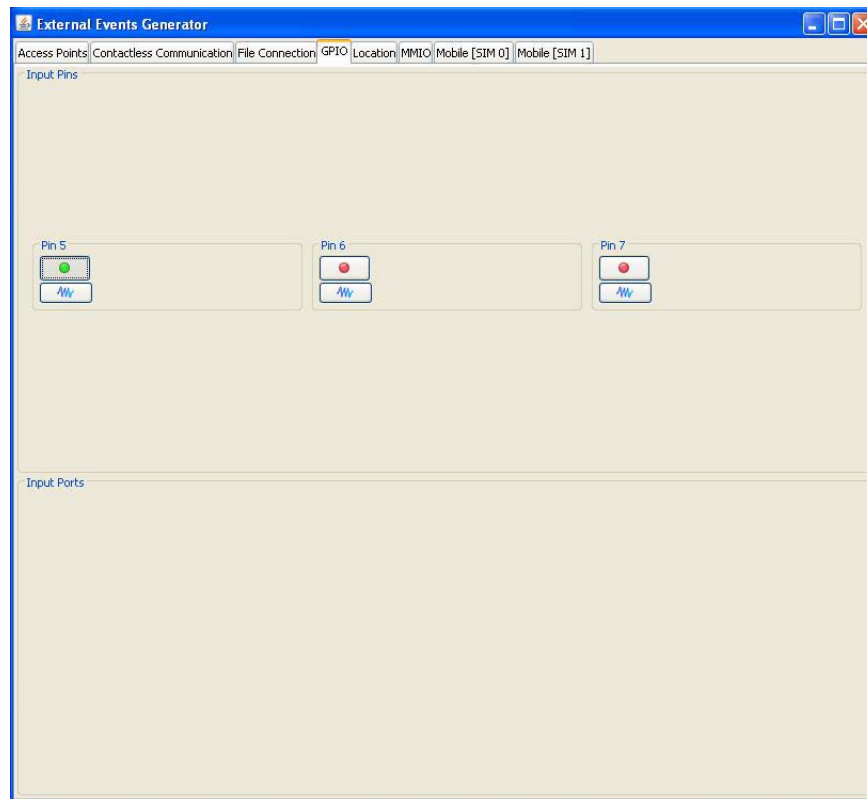 External Events Generator
Access Points Contactless Communication File Connection GPIO Location MMIO Mobile [SIM 0] Mobile [SIM 1]
Input Pins
Pin 5 Pin 6 Pin 7
Input Ports